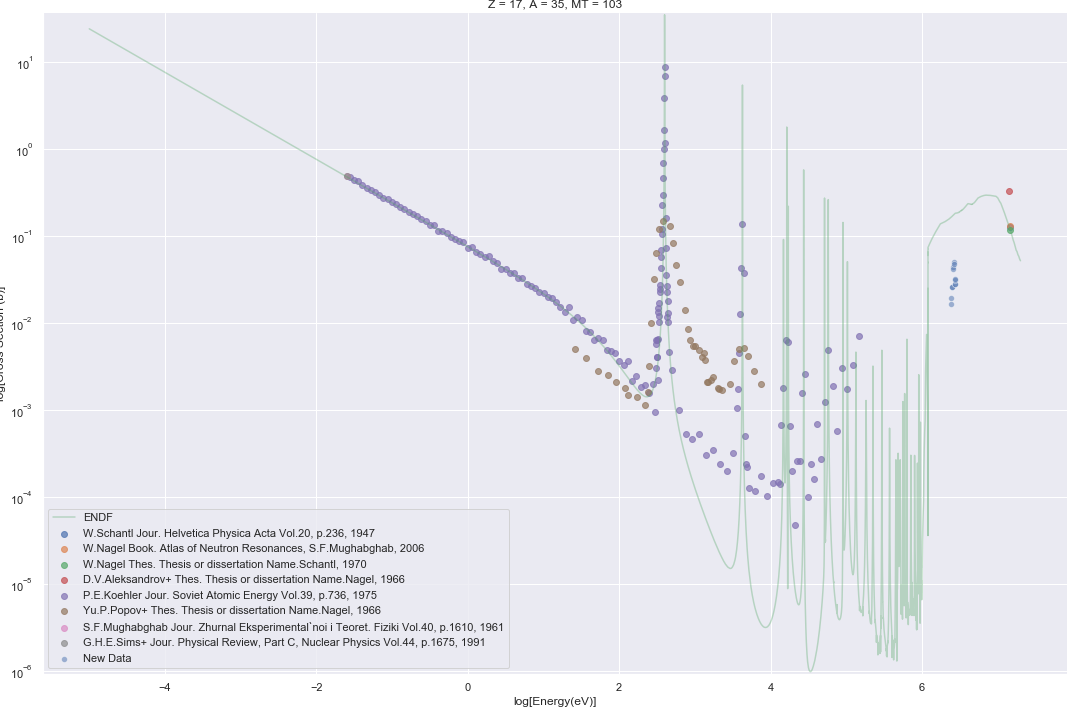 Z = 17, A = 35, MT = 103
10^1
10^0
10^−1
10^−2
10^−3
10^−4
10^−5
10^−6
log[Cross Section (b)]
ENDF
W.Schantl Jour. Helvetica Physica Acta Vol.20, p.236, 1947
W.Nagel Book. Atlas of Neutron Resonances, S.F.Mughabghab, 2006
W.Nagel Thes. Thesis or dissertation Name.Schantl, 1970
D.V.Aleksandrov+ Thes. Thesis or dissertation Name.Nagel, 1966
P.E.Koehler Jour. Soviet Atomic Energy Vol.39, p.736, 1975
Yu.P.Popov+ Thes. Thesis or dissertation Name.Nagel, 1966
S.F.Mughabghab Jour. Zhurnal Eksperimental`noi i Teoret. Fiziki Vol.40, p.1610, 1961
G.H.E.Sims+ Jour. Physical Review, Part C, Nuclear Physics Vol.44, p.1675, 1991
New Data
−4 −2 0 2 4 6
log[Energy(eV)]